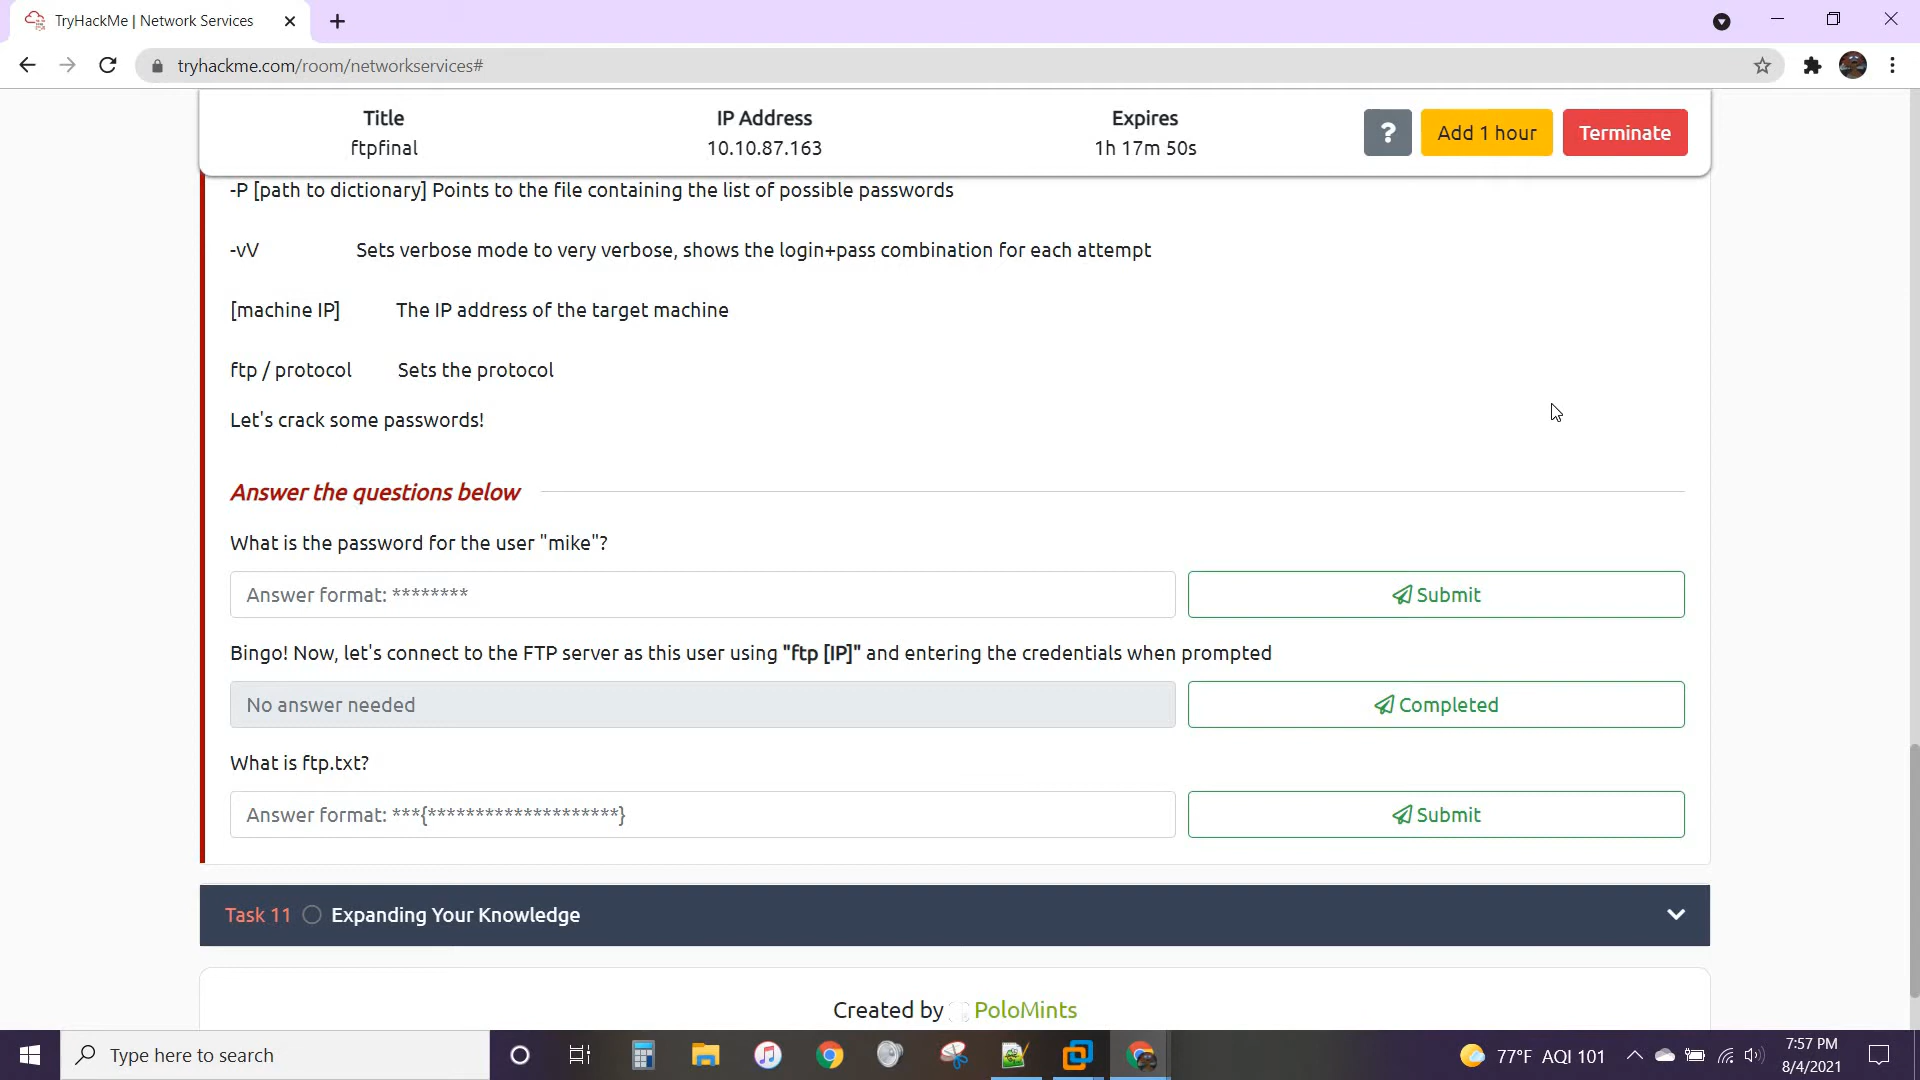 TryHackMe | Network Services
tryhackme.com/room/networkservices#
Title
ftpfinal
IP Address
10.10.87.163
Expires
1h 17m 50s
?
Add 1 hour
Terminate
-P [path to dictionary] Points to the file containing the list of possible passwords
-vV Sets verbose mode to very verbose, shows the login+pass combination for each attempt
[machine IP] The IP address of the target machine
ftp / protocol Sets the protocol
Let's crack some passwords!
Answer the questions below
What is the password for the user "mike"?
Answer format: ********
Submit
Bingo! Now, let's connect to the FTP server as this user using "ftp [IP]" and entering the credentials when prompted
No answer needed
Completed
What is ftp.txt?
Answer format: ***{********************}
Submit
Task 11 Expanding Your Knowledge
Created by PoloMints
Type here to search
77°F AQI 101
7:57 PM
8/4/2021